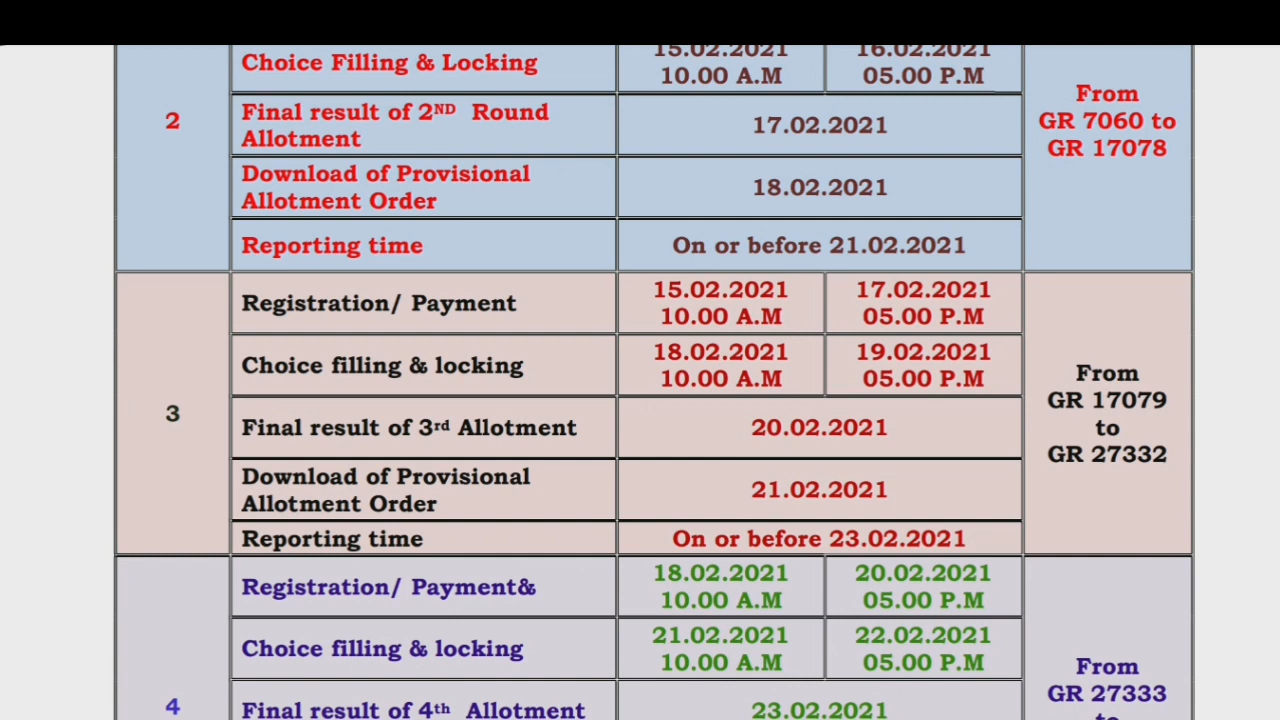 2
Choice Filling & Locking
15.02.2021
10.00 A.M
16.02.2021
05.00 P.M
Final result of 2ND Round
Allotment
17.02.2021
Download of Provisional
Allotment Order
18.02.2021
Reporting time
On or before 21.02.2021
From
GR 7060 to
GR 17078
3
Registration/ Payment
15.02.2021
10.00 A.M
17.02.2021
05.00 P.M
Choice filling & locking
18.02.2021
10.00 A.M
19.02.2021
05.00 P.M
Final result of 3rd Allotment
20.02.2021
Download of Provisional
Allotment Order
21.02.2021
Reporting time
On or before 23.02.2021
From
GR 17079
to
GR 27332
4
Registration/ Payment&
18.02.2021
10.00 A.M
20.02.2021
05.00 P.M
Choice filling & locking
21.02.2021
10.00 A.M
22.02.2021
05.00 P.M
Final result of 4th Allotment
23.02.2021
From
GR 27333
to